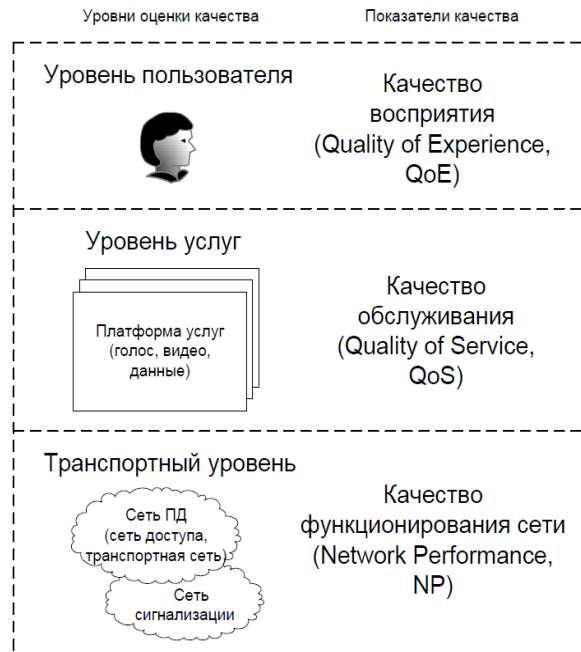 Уровни оценки качества
Показатели качества
Уровень пользователя
Качество
восприятия
(Quality of Experience,
QoE)
Уровень услуг
Платформа услуг
(голос, видео,
данные)
Качество
обслуживания
(Quality of Service,
QoS)
Транспортный уровень
Сеть ПД
(сеть доступа,
транспортная сеть)
Сеть
сигнализации
Качество
функционирования сети
(Network Performance,
NP)